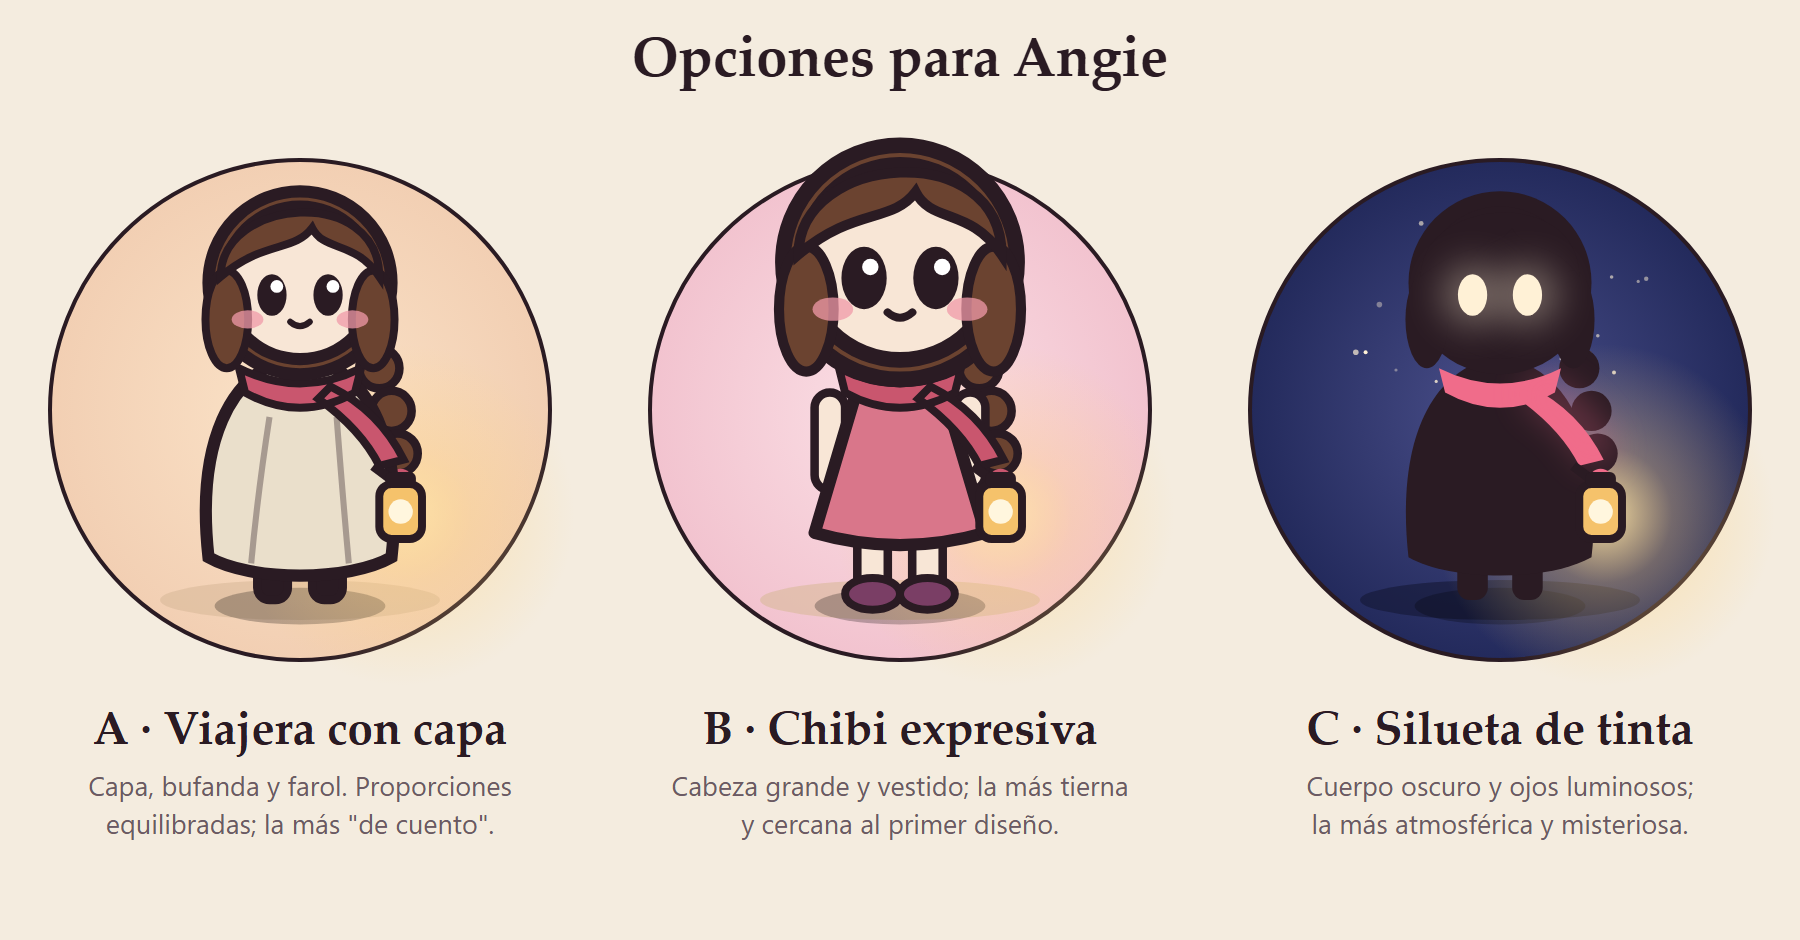 Opciones para Angie
A · Viajera con capa
Capa, bufanda y farol. Proporciones
equilibradas; la más "de cuento".
B · Chibi expresiva
Cabeza grande y vestido; la más tierna
y cercana al primer diseño.
C · Silueta de tinta
Cuerpo oscuro y ojos luminosos;
la más atmosférica y misteriosa.